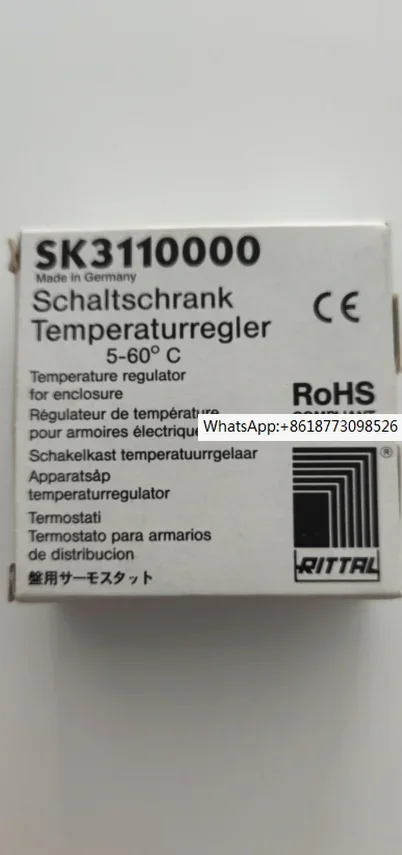 SK3110000
Made in Germany
Schaltschrank
Temperaturregler
5-60° C
CE
Temperature regulator
for enclosure
RoHS
Régulateur de température
pour armoires électrique
WhatsApp:+8618773098526
Schakelkast temperatuurrgelaar
Apparatsåp
temperaturregulator
Termostati
Termostato para armarios
de distribucion
盤用サーモスタット
®
RITTAL